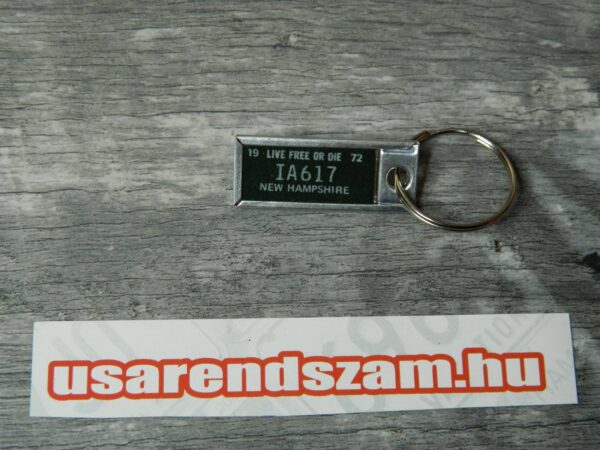 19 LIVE FREE OR DIE 72
IA617
NEW HAMPSHIRE
usarendszam.hu